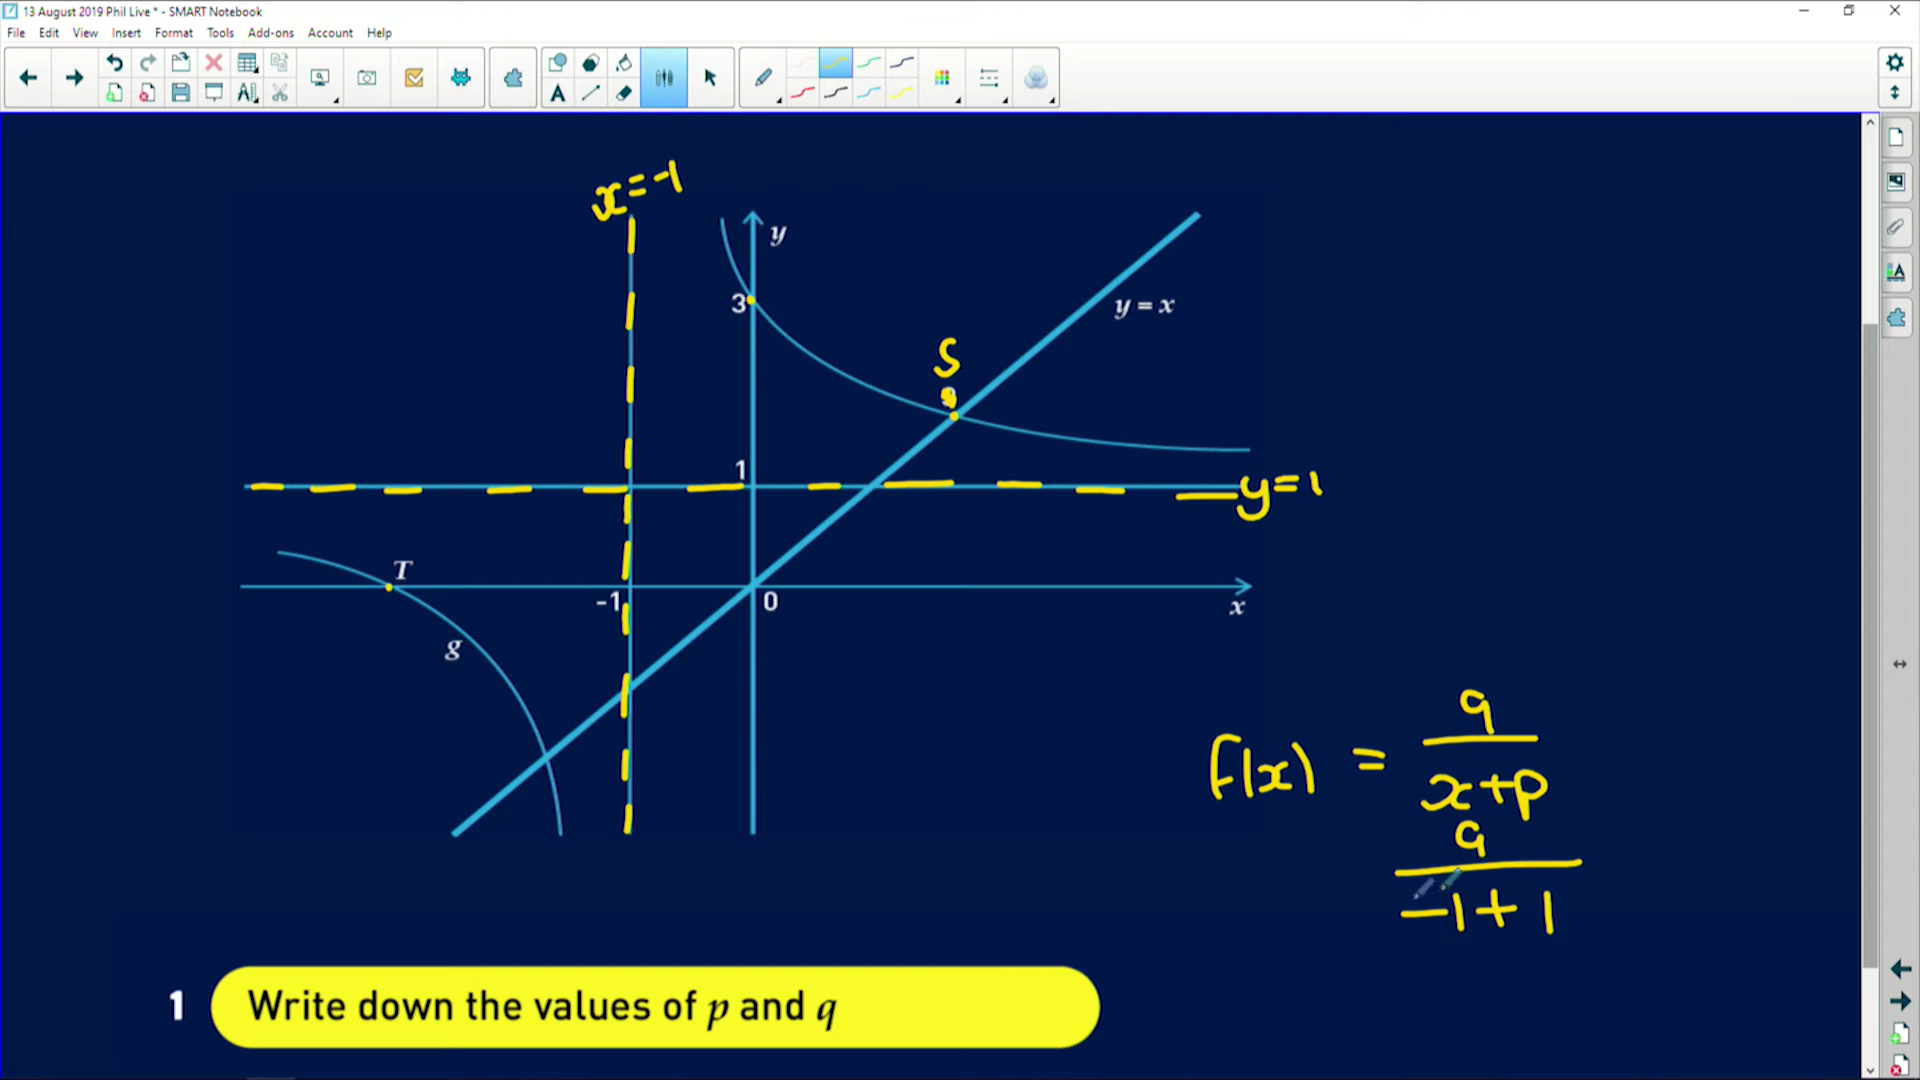 13 August 2019 Phil Live * - SMART Notebook
File Edit View Insert Format Tools Add-ons Account Help
x=-1
y
3
y = x
S
1
y=1
T
-1
0
x
g
F(x) = a/(x+p)
a/(-1+1)
1 Write down the values of p and q